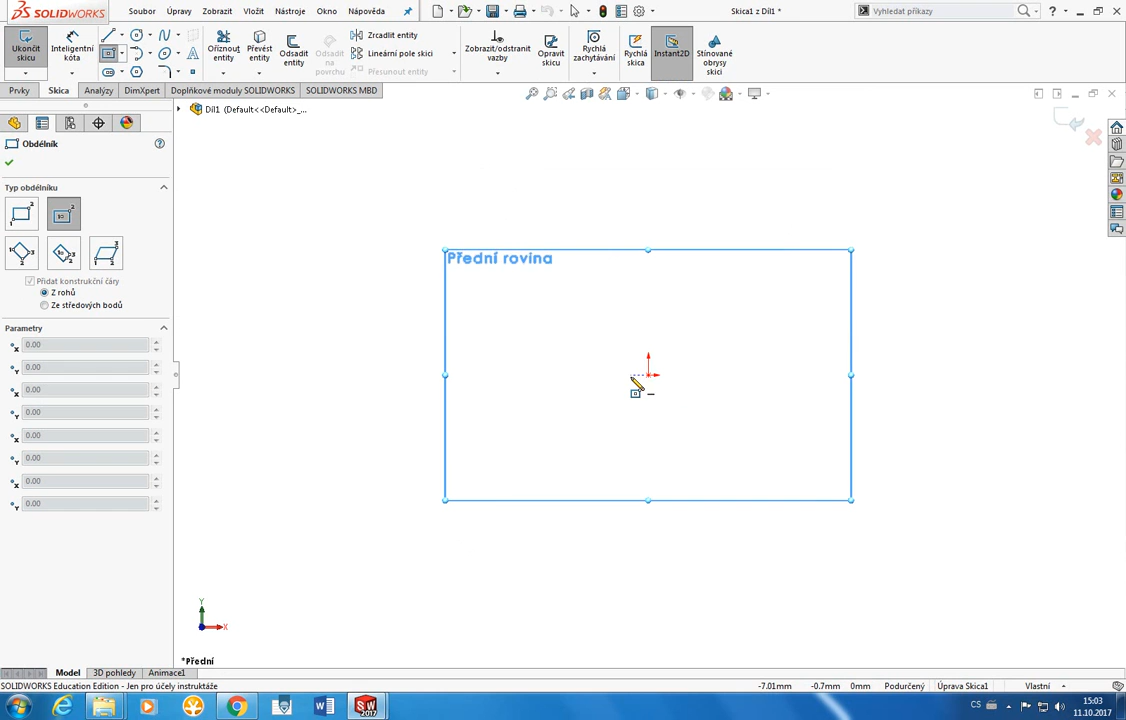 SOLIDWORKS Soubor Úpravy Zobrazit Vložit Nástroje Okno Nápověda Skica1 z Díl1 * Vyhledat příkazy
Ukončit skicu
Inteligentní kóta
Oříznout entity
Převést entity
Odsadit entity
Odsadit na povrchu
Zrcadlit entity
Lineární pole skici
Přesunout entity
Zobrazit/odstranit vazby
Opravit skicu
Rychlá zachytávání
Rychlá skica
Instant2D
Stínované obrysy skici
Prvky Skica Analýzy DimXpert Doplňkové moduly SOLIDWORKS SOLIDWORKS MBD
Díl1 (Default<<Default>_...
Obdélník
Typ obdélníku
Přidat konstrukční čáry
Z rohů
Ze středových bodů
Parametry
x 0.00
Y 0.00
x 0.00
Y 0.00
x 0.00
Y 0.00
x 0.00
Y 0.00
Přední rovina
Y
X
*Přední
Model 3D pohledy Animace1
SOLIDWORKS Education Edition - Jen pro účely instruktáže -7.01mm -0.7mm 0mm Podurčený Úprava Skica1 Vlastní
CS 15:03
11.10.2017